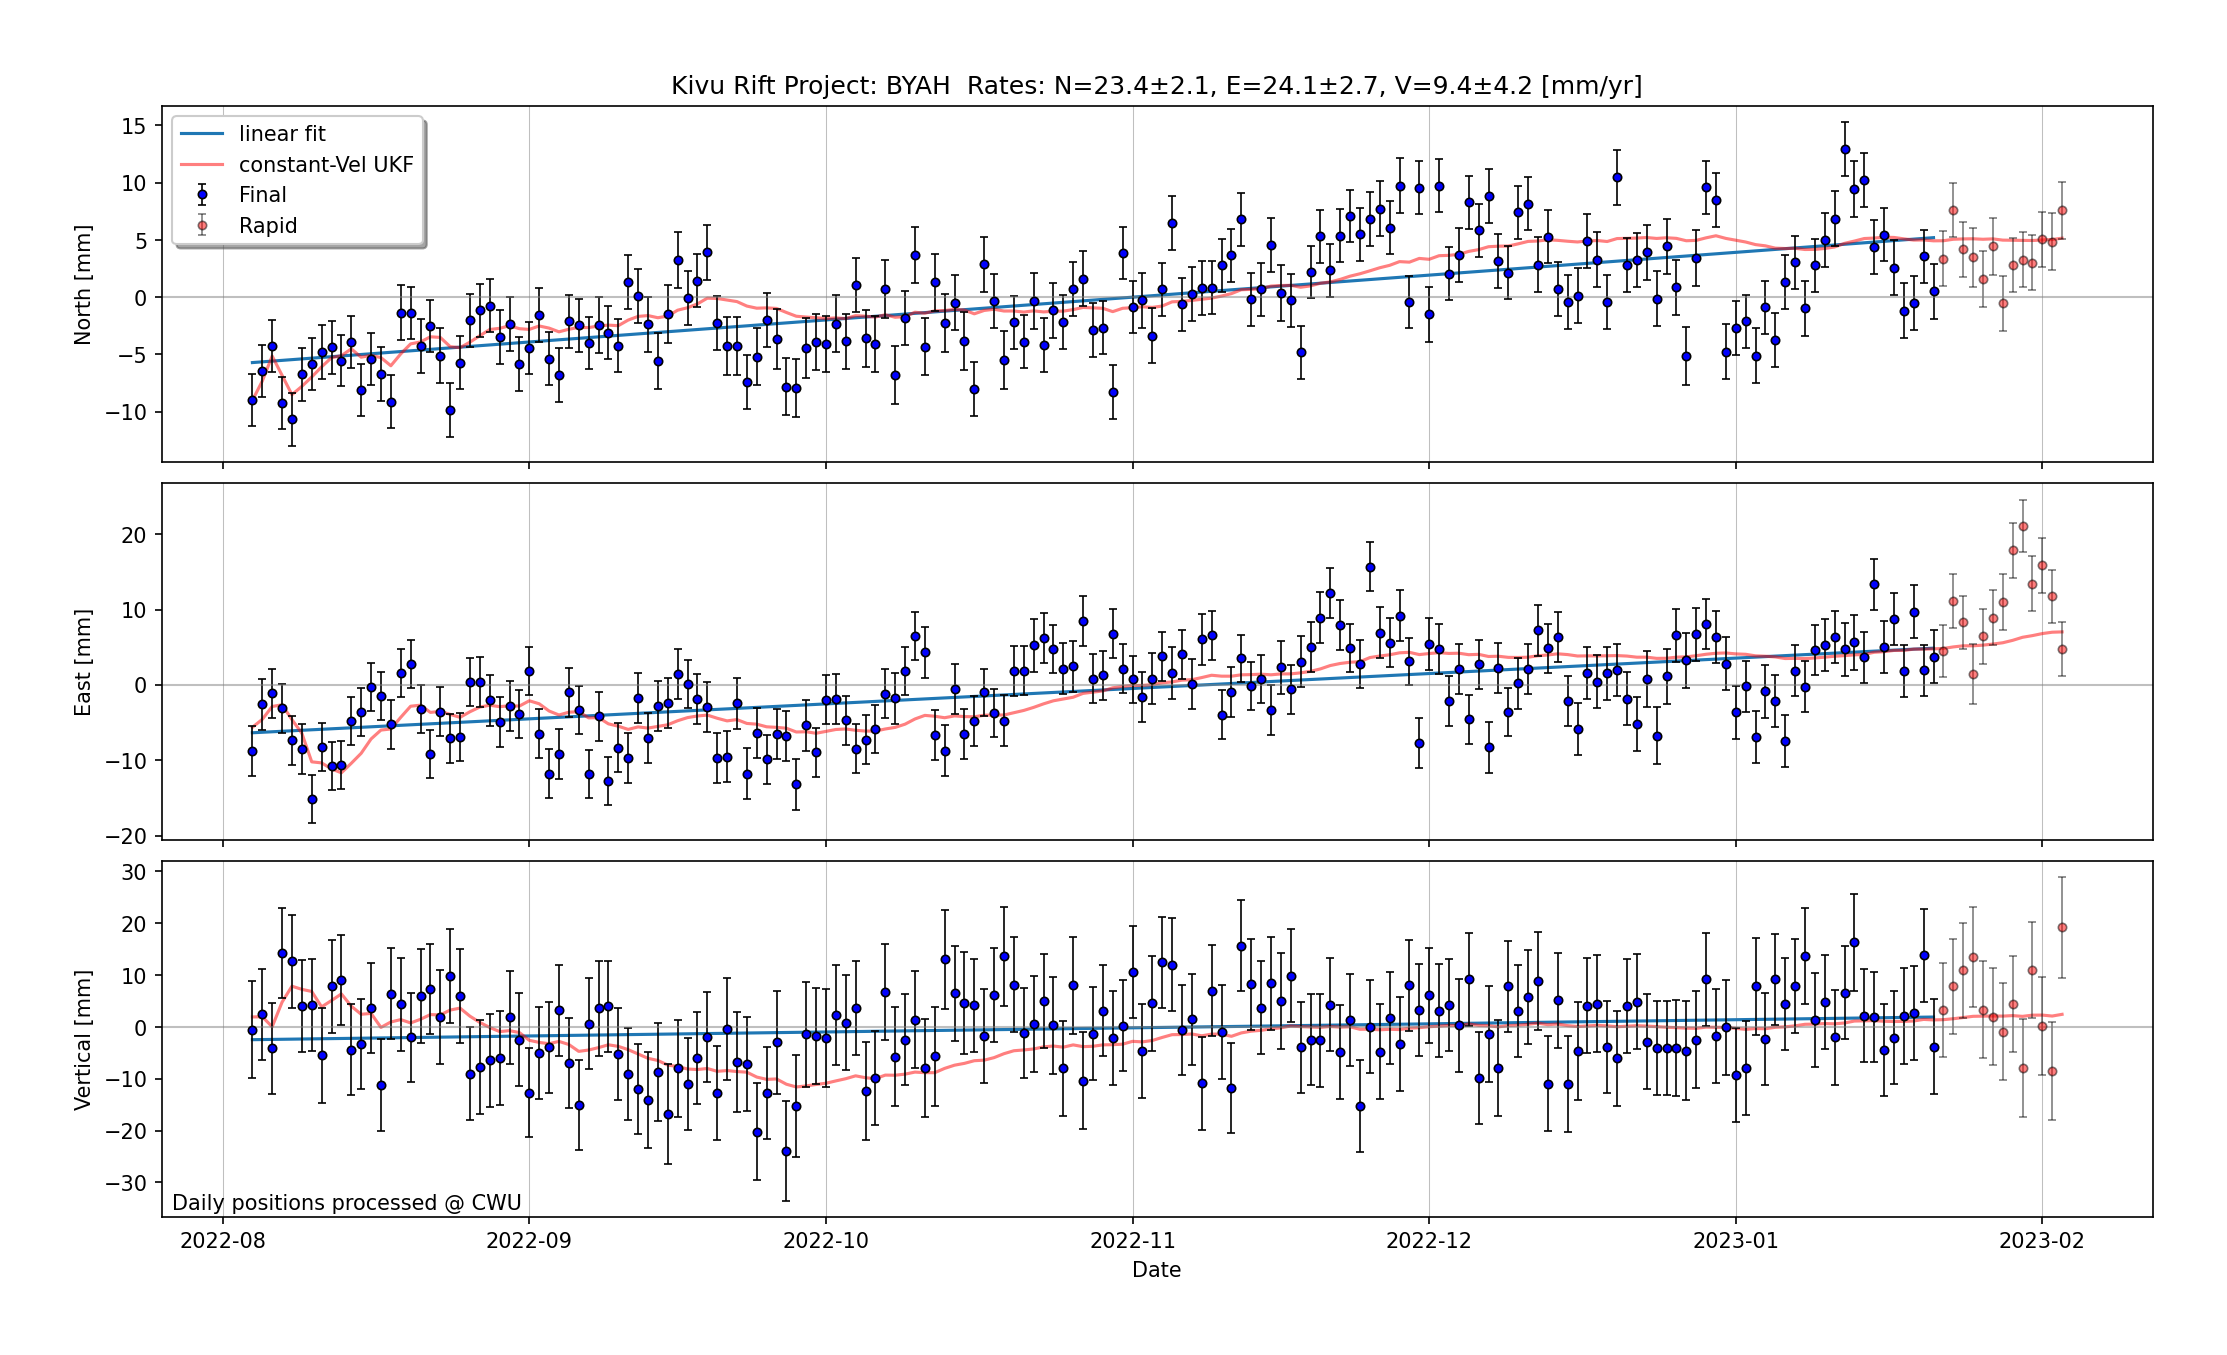 Kivu Rift Project: BYAH  Rates: N=23.4±2.1, E=24.1±2.7, V=9.4±4.2 [mm/yr]
linear fit
constant-Vel UKF
Final
Rapid
North [mm]
15
10
5
0
−5
−10
East [mm]
20
10
0
−10
−20
Vertical [mm]
30
20
10
0
−10
−20
−30
Daily positions processed @ CWU
2022-08 2022-09 2022-10 2022-11 2022-12 2023-01 2023-02
Date